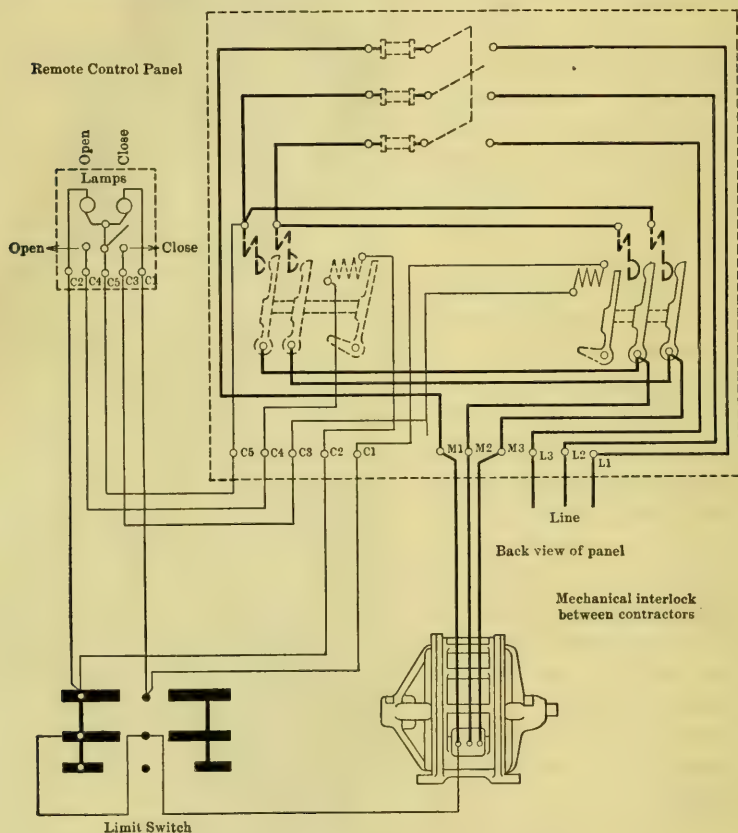 Remote Control Panel
Open
Close
Lamps
Open
Close
C2
C4
C5
C3
C1
C5
C4
C3
C2
C1
M1
M2
M3
L3
L2
L1
Line
Back view of panel
Mechanical interlock
between contractors
Limit Switch